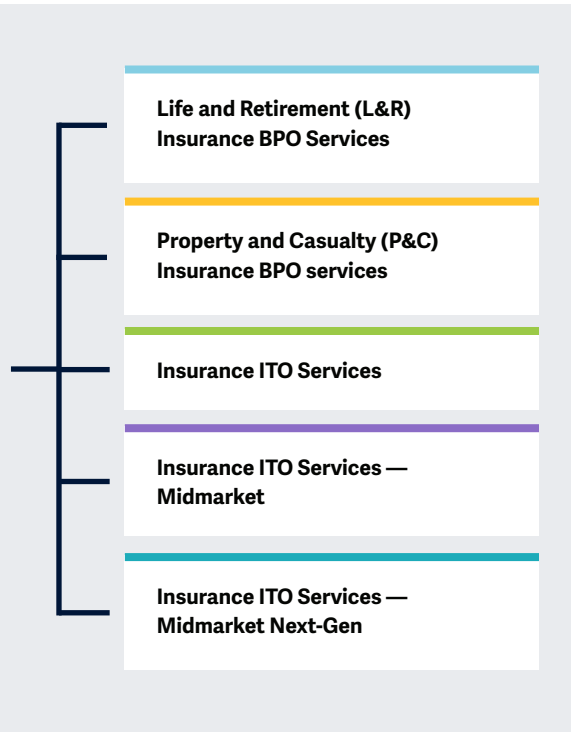 Life and Retirement (L&R)
Insurance BPO Services
Property and Casualty (P&C)
Insurance BPO services
Insurance ITO Services
Insurance ITO Services —
Midmarket
Insurance ITO Services —
Midmarket Next-Gen